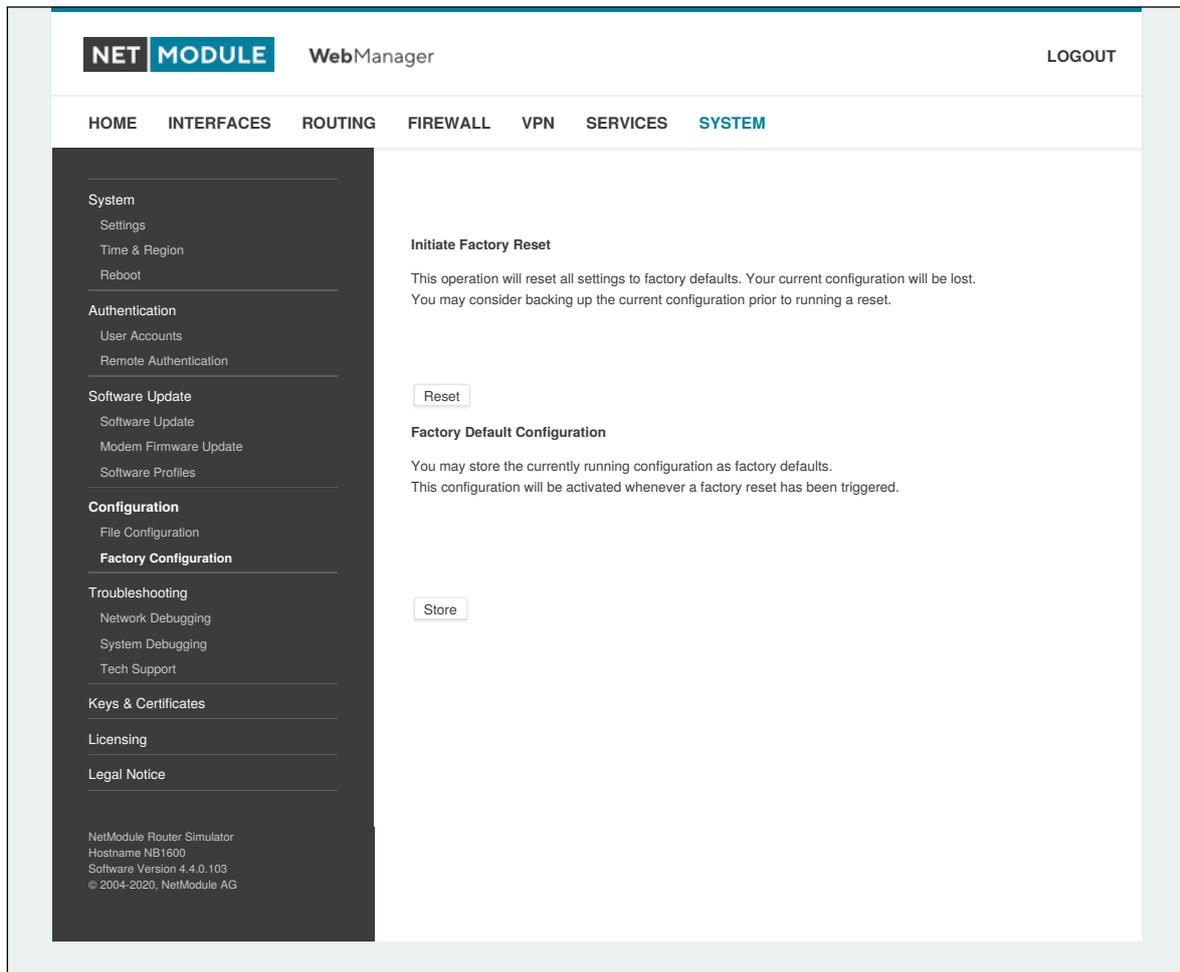 NET MODULE WebManager LOGOUT
HOME INTERFACES ROUTING FIREWALL VPN SERVICES SYSTEM
System
Settings
Time & Region
Reboot
Authentication
User Accounts
Remote Authentication
Software Update
Software Update
Modem Firmware Update
Software Profiles
Configuration
File Configuration
Factory Configuration
Troubleshooting
Network Debugging
System Debugging
Tech Support
Keys & Certificates
Licensing
Legal Notice
NetModule Router Simulator
Hostname NB1600
Software Version 4.4.0.103
© 2004-2020, NetModule AG
Initiate Factory Reset
This operation will reset all settings to factory defaults. Your current configuration will be lost.
You may consider backing up the current configuration prior to running a reset.
Reset
Factory Default Configuration
You may store the currently running configuration as factory defaults.
This configuration will be activated whenever a factory reset has been triggered.
Store